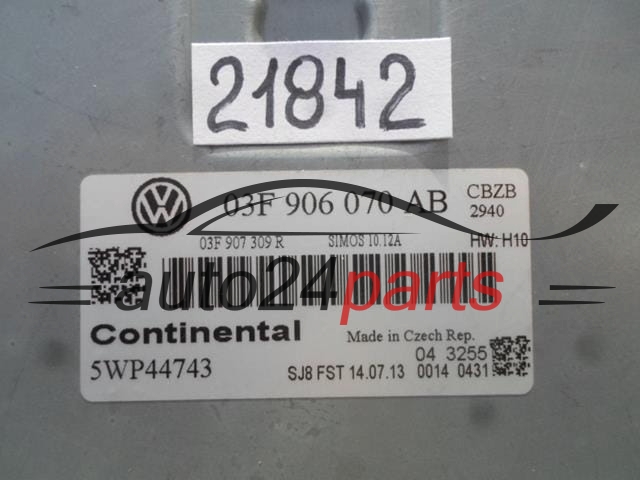 21842
03F 906 070 AB
CBZB
2940
03F 907 309 R
SIMOS 10.12A
HW: H10
auto24parts
Continental
Made in Czech Rep.
5WP44743
04 3255
SJ8 FST 14.07.13 0014 0431